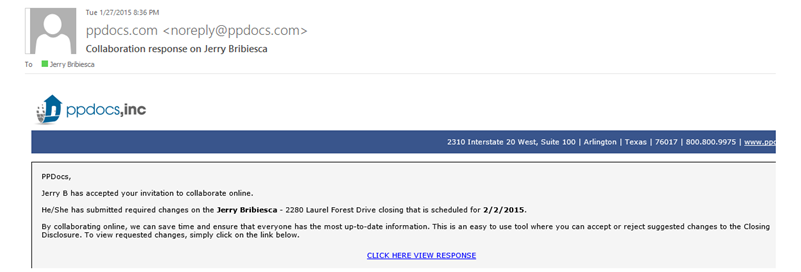 Tue 1/27/2015 8:36 PM
ppdocs.com <noreply@ppdocs.com>
Collaboration response on Jerry Bribiesca
To Jerry Bribiesca
ppdocs,inc
2310 Interstate 20 West, Suite 100 | Arlington | Texas | 76017 | 800.800.9975 | www.ppd
PPDocs,
Jerry B has accepted your invitation to collaborate online.
He/She has submitted required changes on the Jerry Bribiesca - 2280 Laurel Forest Drive closing that is scheduled for 2/2/2015.
By collaborating online, we can save time and ensure that everyone has the most up-to-date information. This is an easy to use tool where you can accept or reject suggested changes to the Closing
Disclosure. To view requested changes, simply click on the link below.
CLICK HERE VIEW RESPONSE